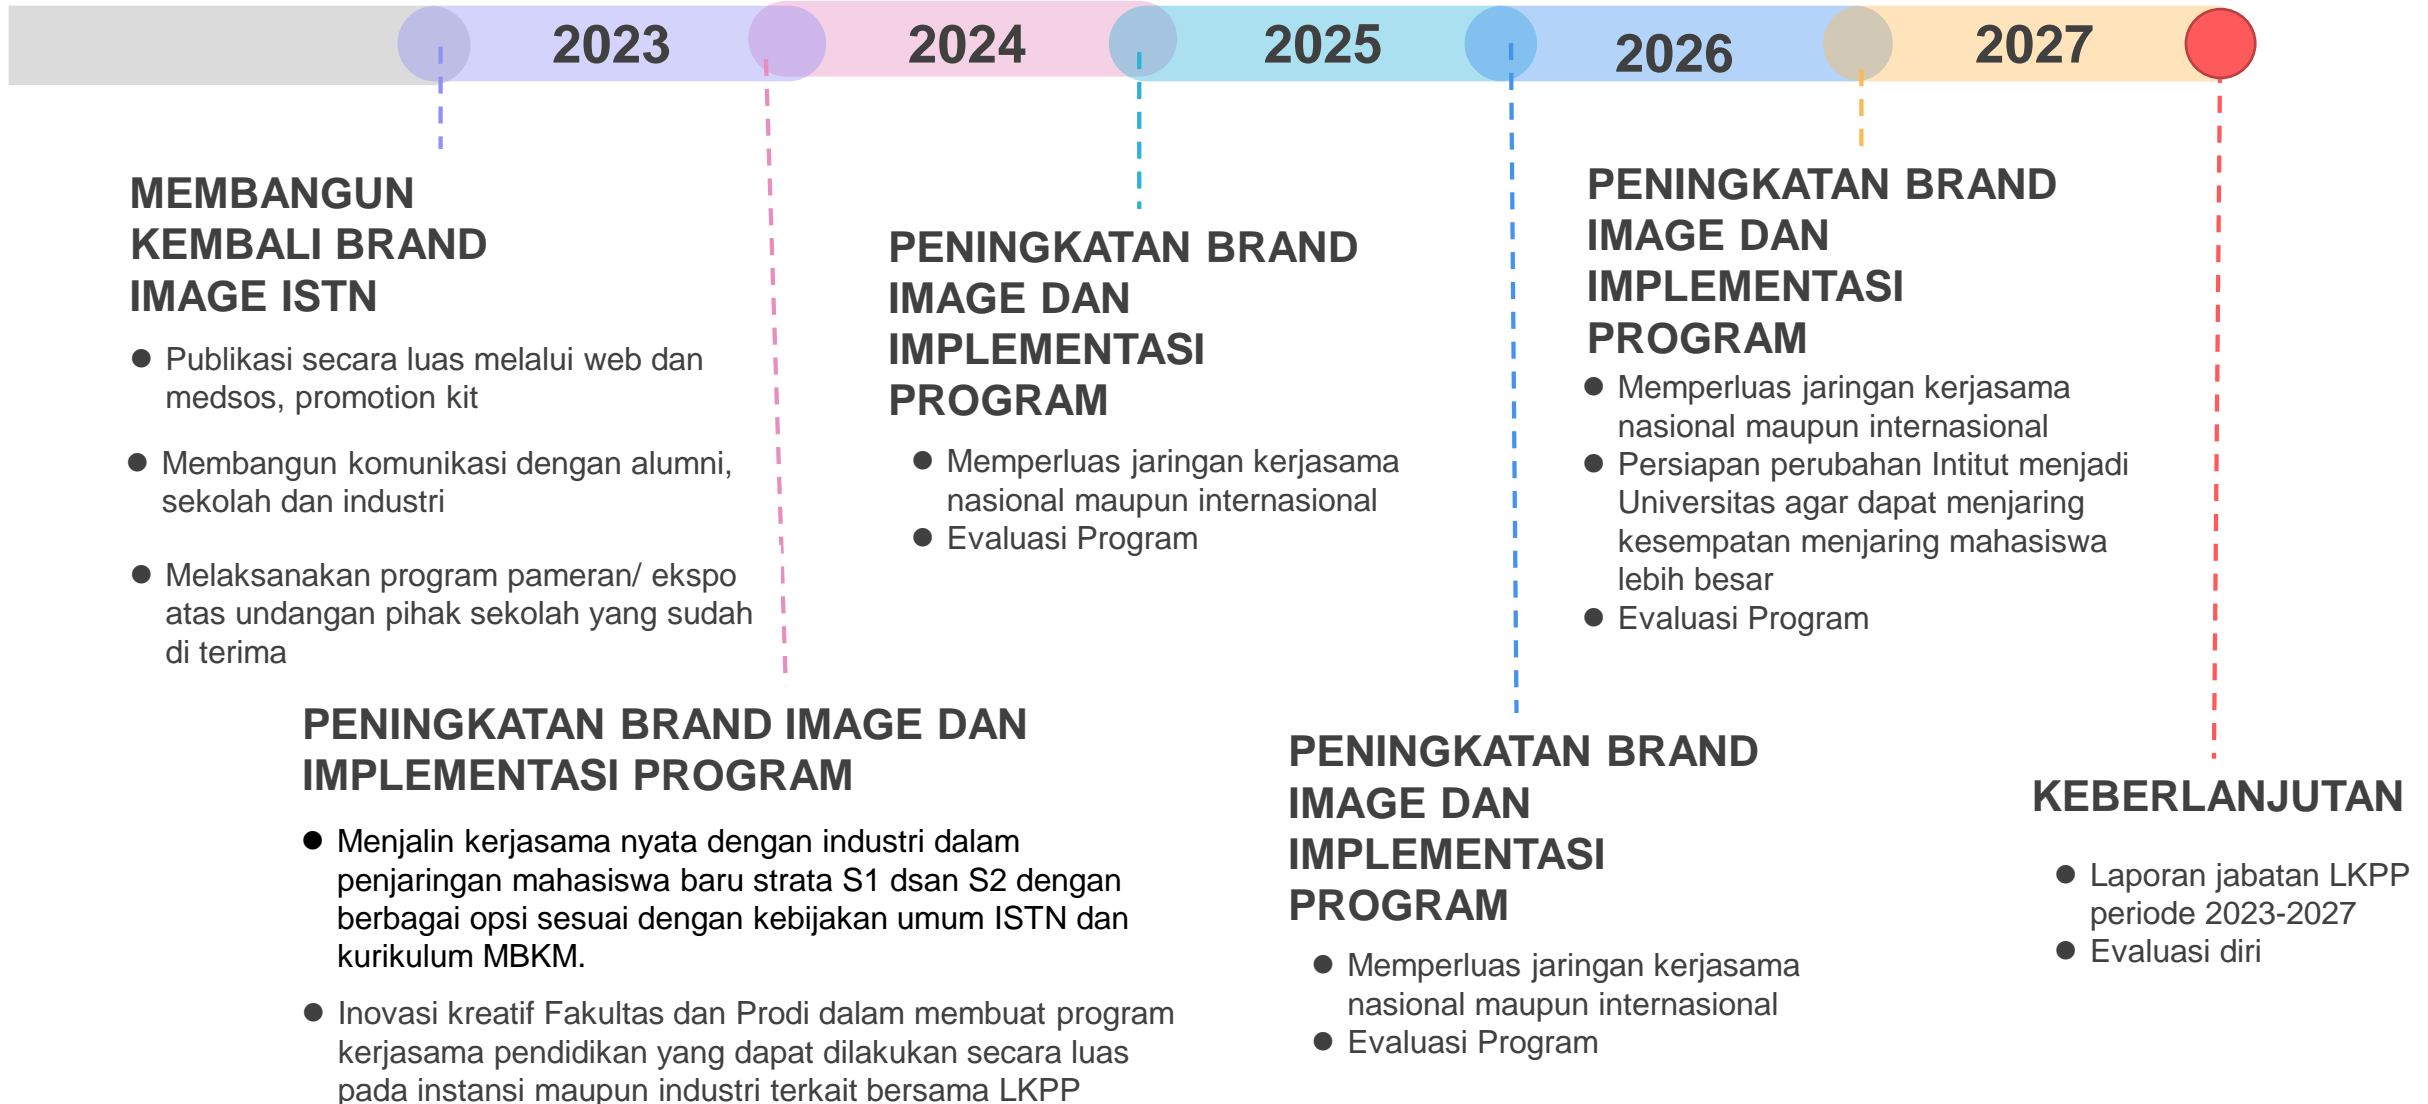 2023
2024
2025
2026
2027
MEMBANGUN
KEMBALI BRAND
IMAGE ISTN
● Publikasi secara luas melalui web dan
medsos, promotion kit
● Membangun komunikasi dengan alumni,
sekolah dan industri
● Melaksanakan program pameran/ ekspo
atas undangan pihak sekolah yang sudah
di terima
PENINGKATAN BRAND IMAGE DAN
IMPLEMENTASI PROGRAM
● Menjalin kerjasama nyata dengan industri dalam
penjaringan mahasiswa baru strata S1 dsan S2 dengan
berbagai opsi sesuai dengan kebijakan umum ISTN dan
kurikulum MBKM.
● Inovasi kreatif Fakultas dan Prodi dalam membuat program
kerjasama pendidikan yang dapat dilakukan secara luas
pada instansi maupun industri terkait bersama LKPP
PENINGKATAN BRAND
IMAGE DAN
IMPLEMENTASI
PROGRAM
● Memperluas jaringan kerjasama
nasional maupun internasional
● Evaluasi Program
PENINGKATAN BRAND
IMAGE DAN
IMPLEMENTASI
PROGRAM
● Memperluas jaringan kerjasama
nasional maupun internasional
● Evaluasi Program
PENINGKATAN BRAND
IMAGE DAN
IMPLEMENTASI
PROGRAM
● Memperluas jaringan kerjasama
nasional maupun internasional
● Persiapan perubahan Intitut menjadi
Universitas agar dapat menjaring
kesempatan menjaring mahasiswa
lebih besar
● Evaluasi Program
KEBERLANJUTAN
● Laporan jabatan LKPP
periode 2023-2027
● Evaluasi diri